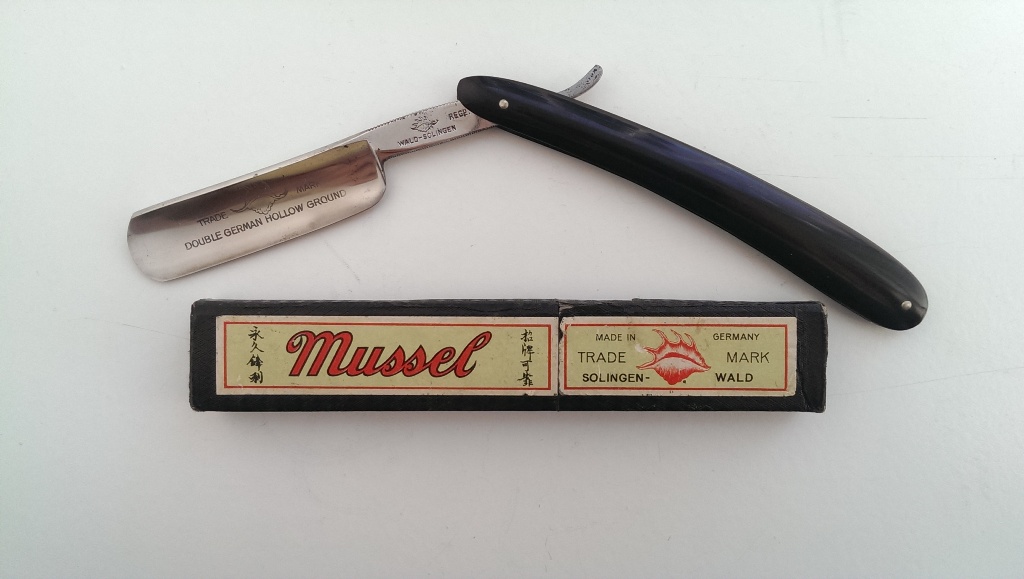 REGD.
WALD-SOLINGEN
TRADE MARK
DOUBLE GERMAN HOLLOW GROUND
永久鋒利
Mussel
招牌可靠
MADE IN GERMANY
TRADE MARK
SOLINGEN- WALD